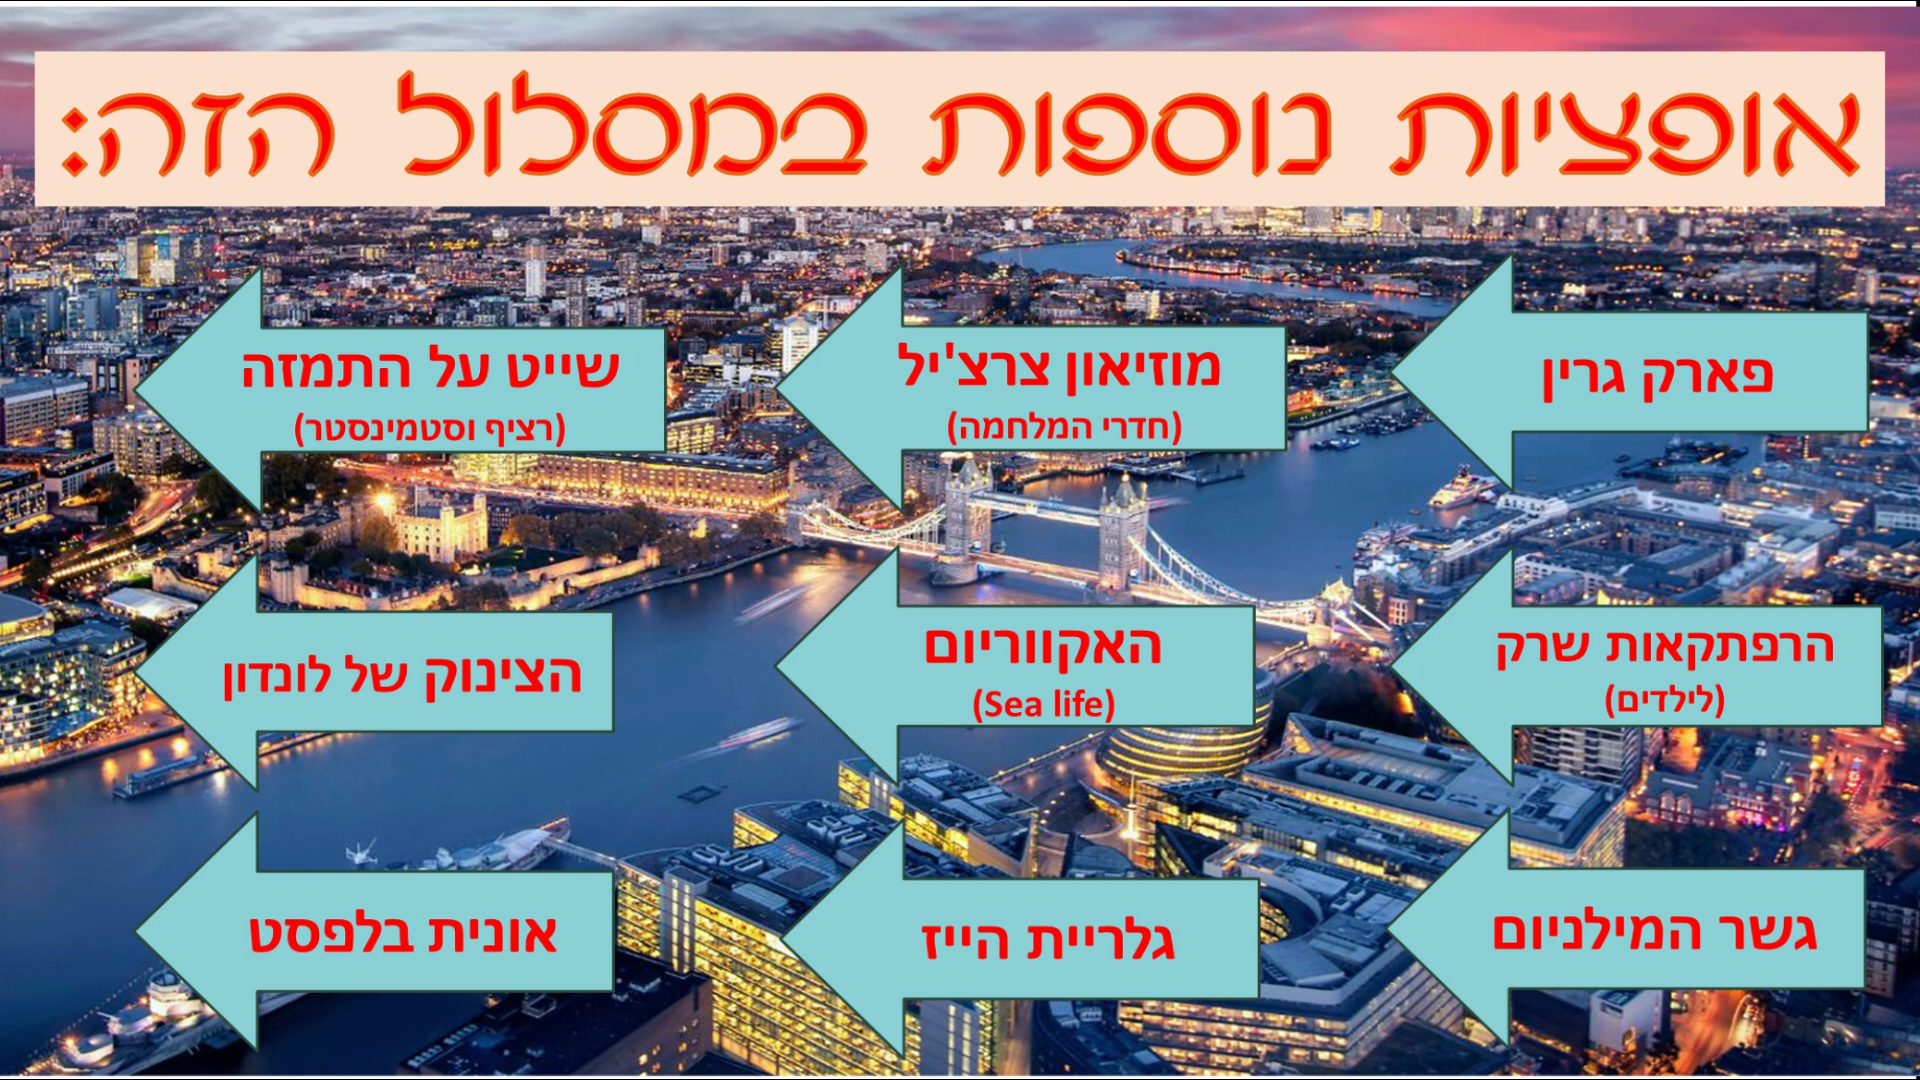 אופציות נוספות במסלול הזה:
פארק גרין
מוזיאון צרצ'יל
(חדרי המלחמה)
שייט על התמזה
(רציף וסטמינסטר)
הרפתקאות שרק
(לילדים)
האקווריום
(Sea life)
הצינוק של לונדון
גשר המילניום
גלריית הייז
אונית בלפסט